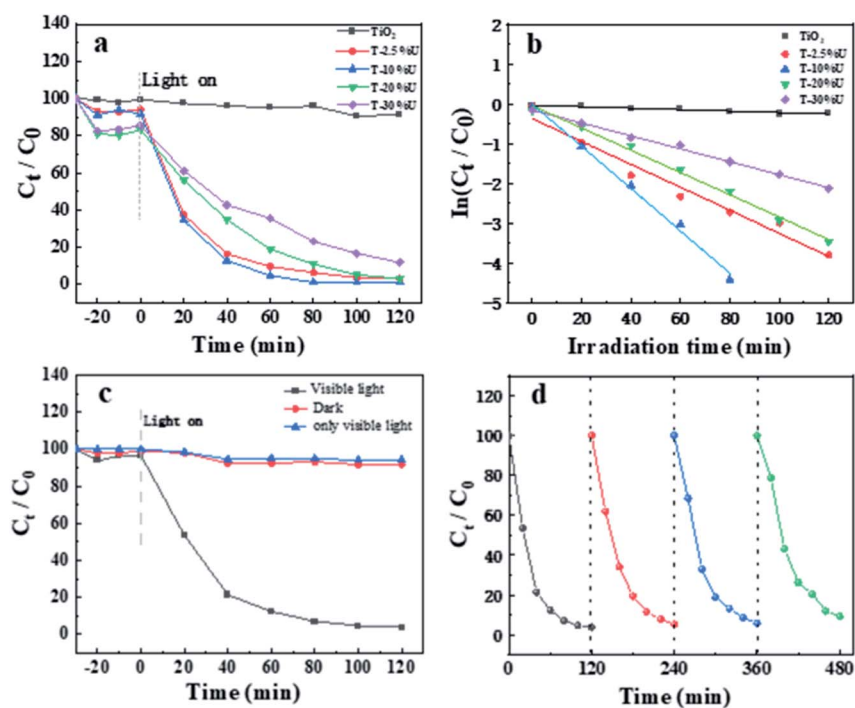 a
TiO₂
T-2.5%U
T-10%U
T-20%U
T-30%U
Light on
140
120
100
80
60
40
20
0
Cₜ / C₀
-20 0 20 40 60 80 100 120
Time (min)
b
TiO₂
T-2.5%U
T-10%U
T-20%U
T-30%U
2
1
0
-1
-2
-3
-4
-5
In(Cₜ / C₀)
0 20 40 60 80 100 120
Irradiation time (min)
c
Visible light
Dark
only visible light
Light on
140
120
100
80
60
40
20
0
Cₜ / C₀
-20 0 20 40 60 80 100 120
Time (min)
d
100
80
60
40
20
0
Cₜ / C₀
0 120 240 360 480
Time (min)